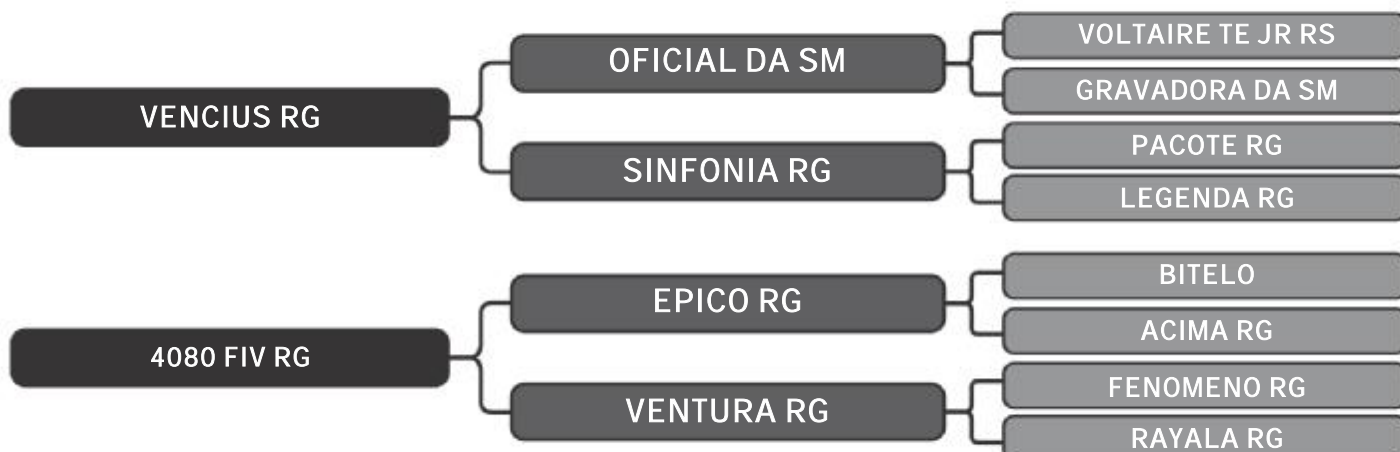 VENCIUS RG
OFICIAL DA SM
SINFONIA RG
VOLTAIRE TE JR RS
GRAVADORA DA SM
PACOTE RG
LEGENDA RG
4080 FIV RG
EPICO RG
VENTURA RG
BITELO
ACIMA RG
FENOMENO RG
RAYALA RG